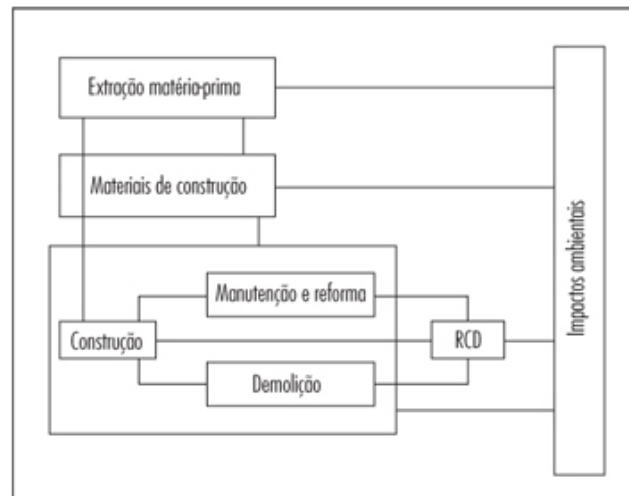 Extração matéria-prima
Materiais de construção
Manutenção e reforma
Construção
RCD
Demolição
Impactos ambientais